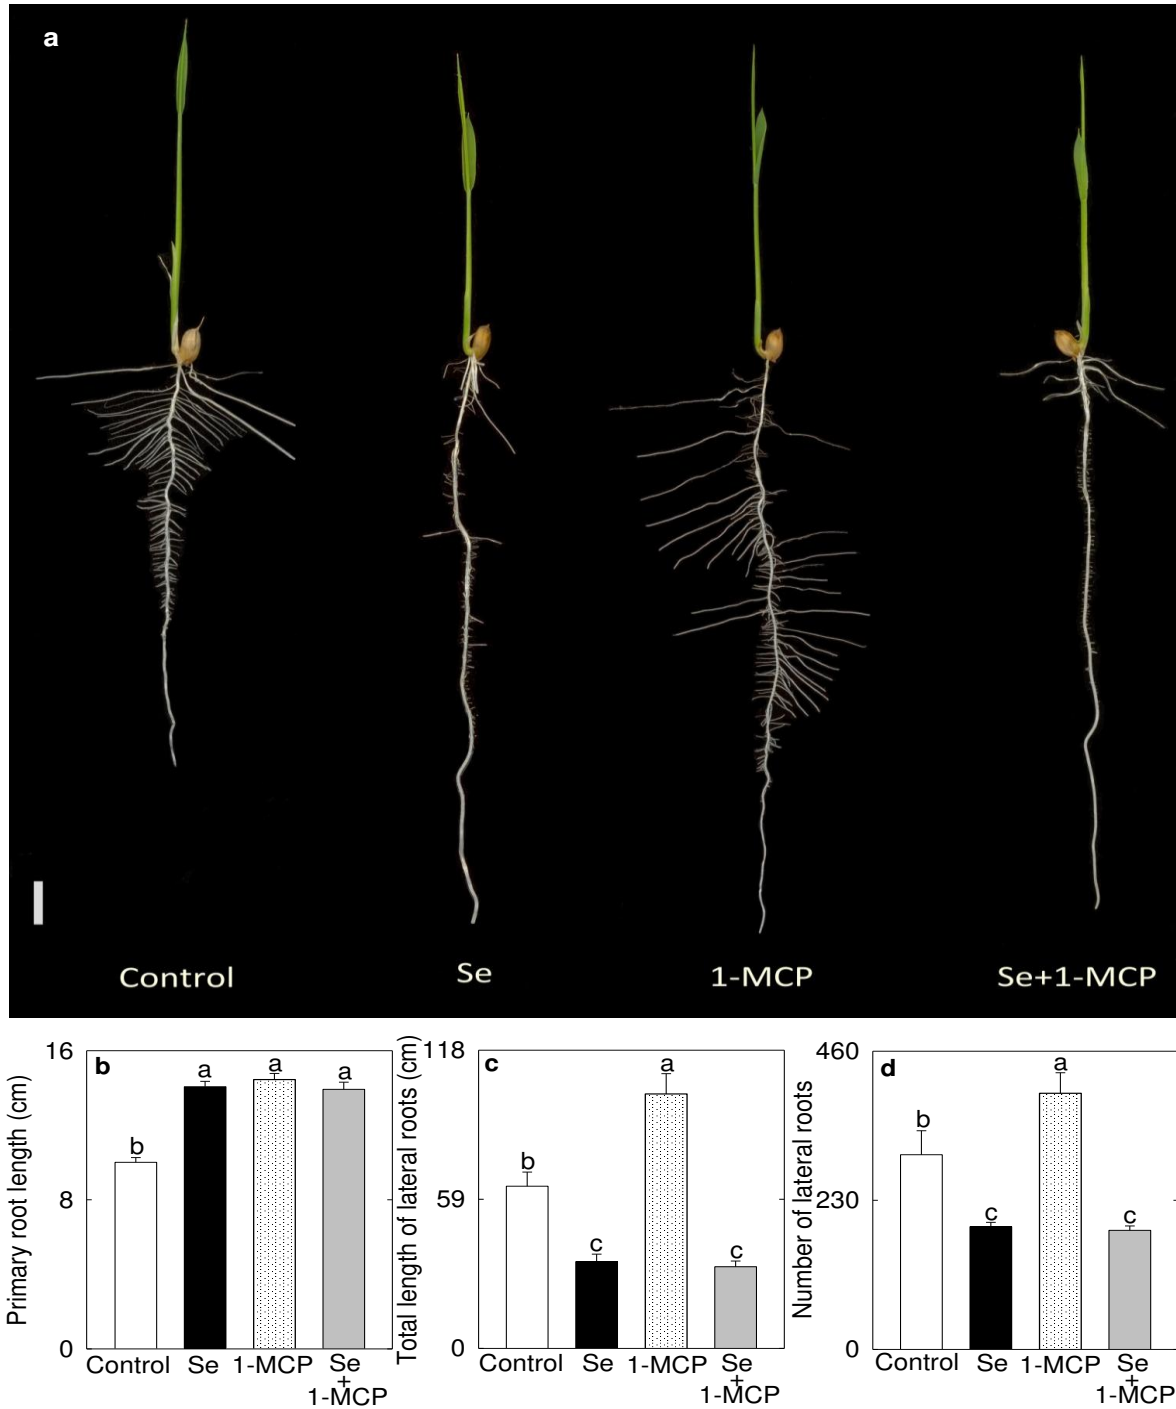 a
Control
Se
1-MCP
Se+1-MCP
b
Primary root length (cm)
16
8
0
b
a
a
a
Control
Se
1-MCP
Se
+
1-MCP
c
Total length of lateral roots (cm)
118
59
0
b
c
a
c
Control
Se
1-MCP
Se
+
1-MCP
d
Number of lateral roots
460
230
0
b
c
a
c
Control
Se
1-MCP
Se
+
1-MCP